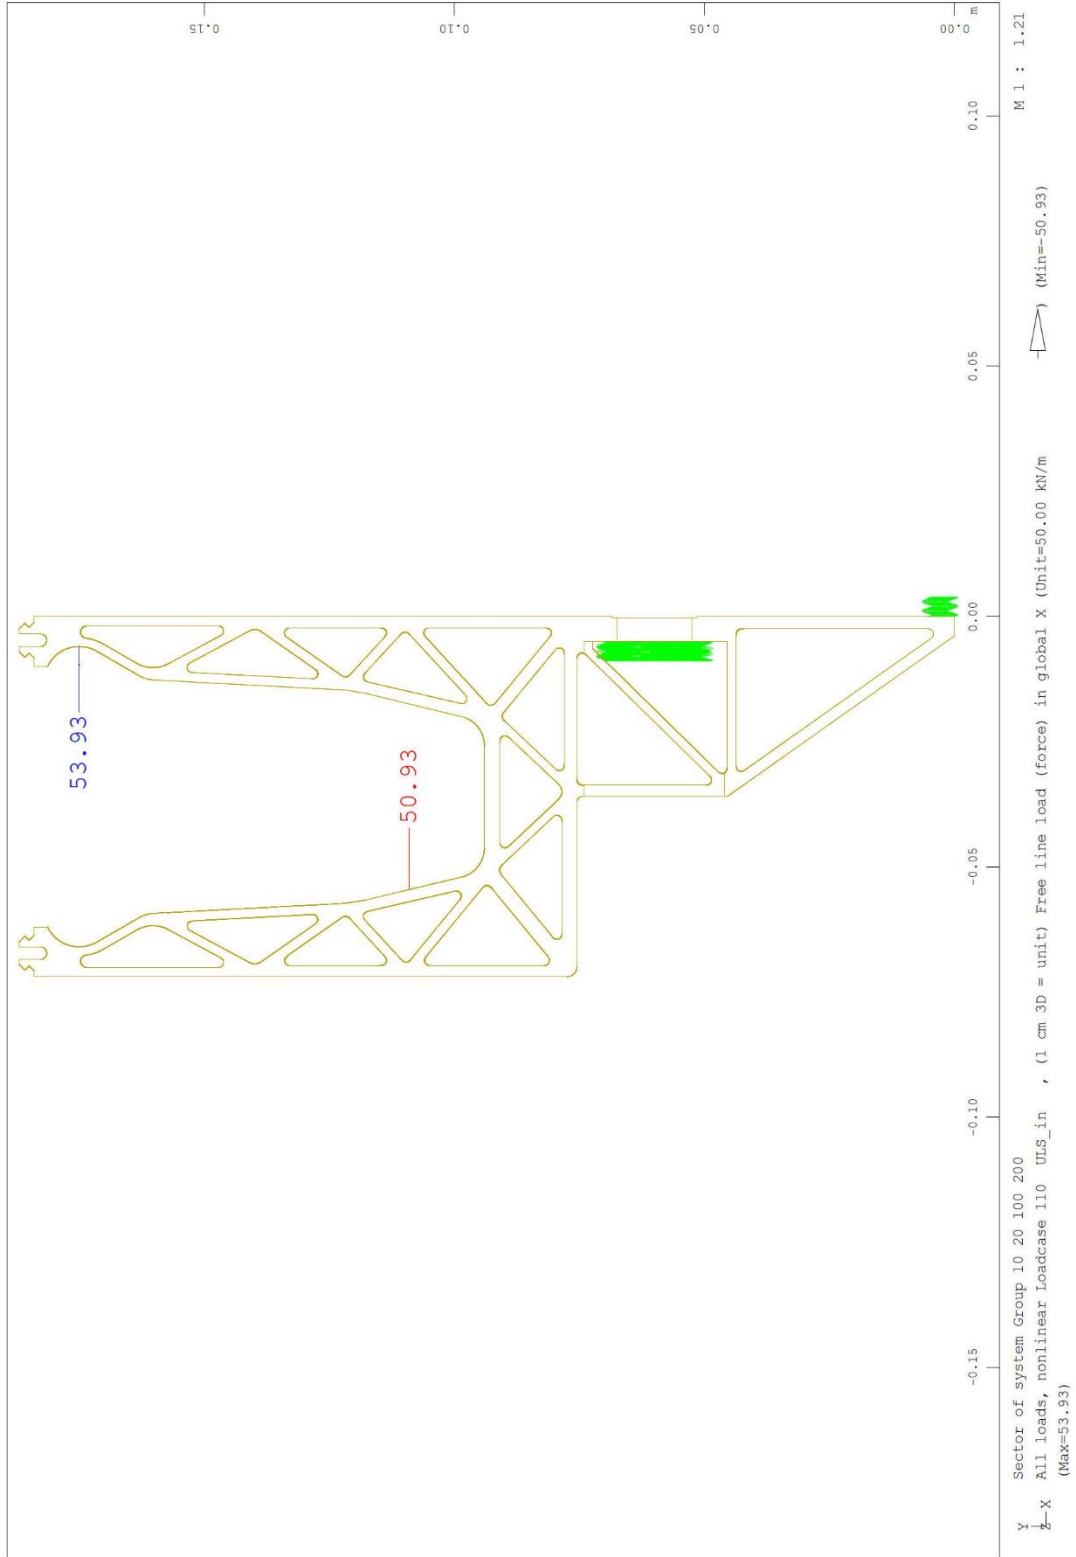 0.15
53.93
50.93
0.10
0.05
0.00
-0.15 -0.10 -0.05 0.00 0.05 0.10 m
Y Sector of system Group 10 20 100 200 M 1 : 1.21
Z X All loads, nonlinear Loadcase 110 ULS_in , (1 cm 3D = unit) Free line load (force) in global X (Unit=50.00 kN/m ) (Min=-50.93)
(Max=53.93)